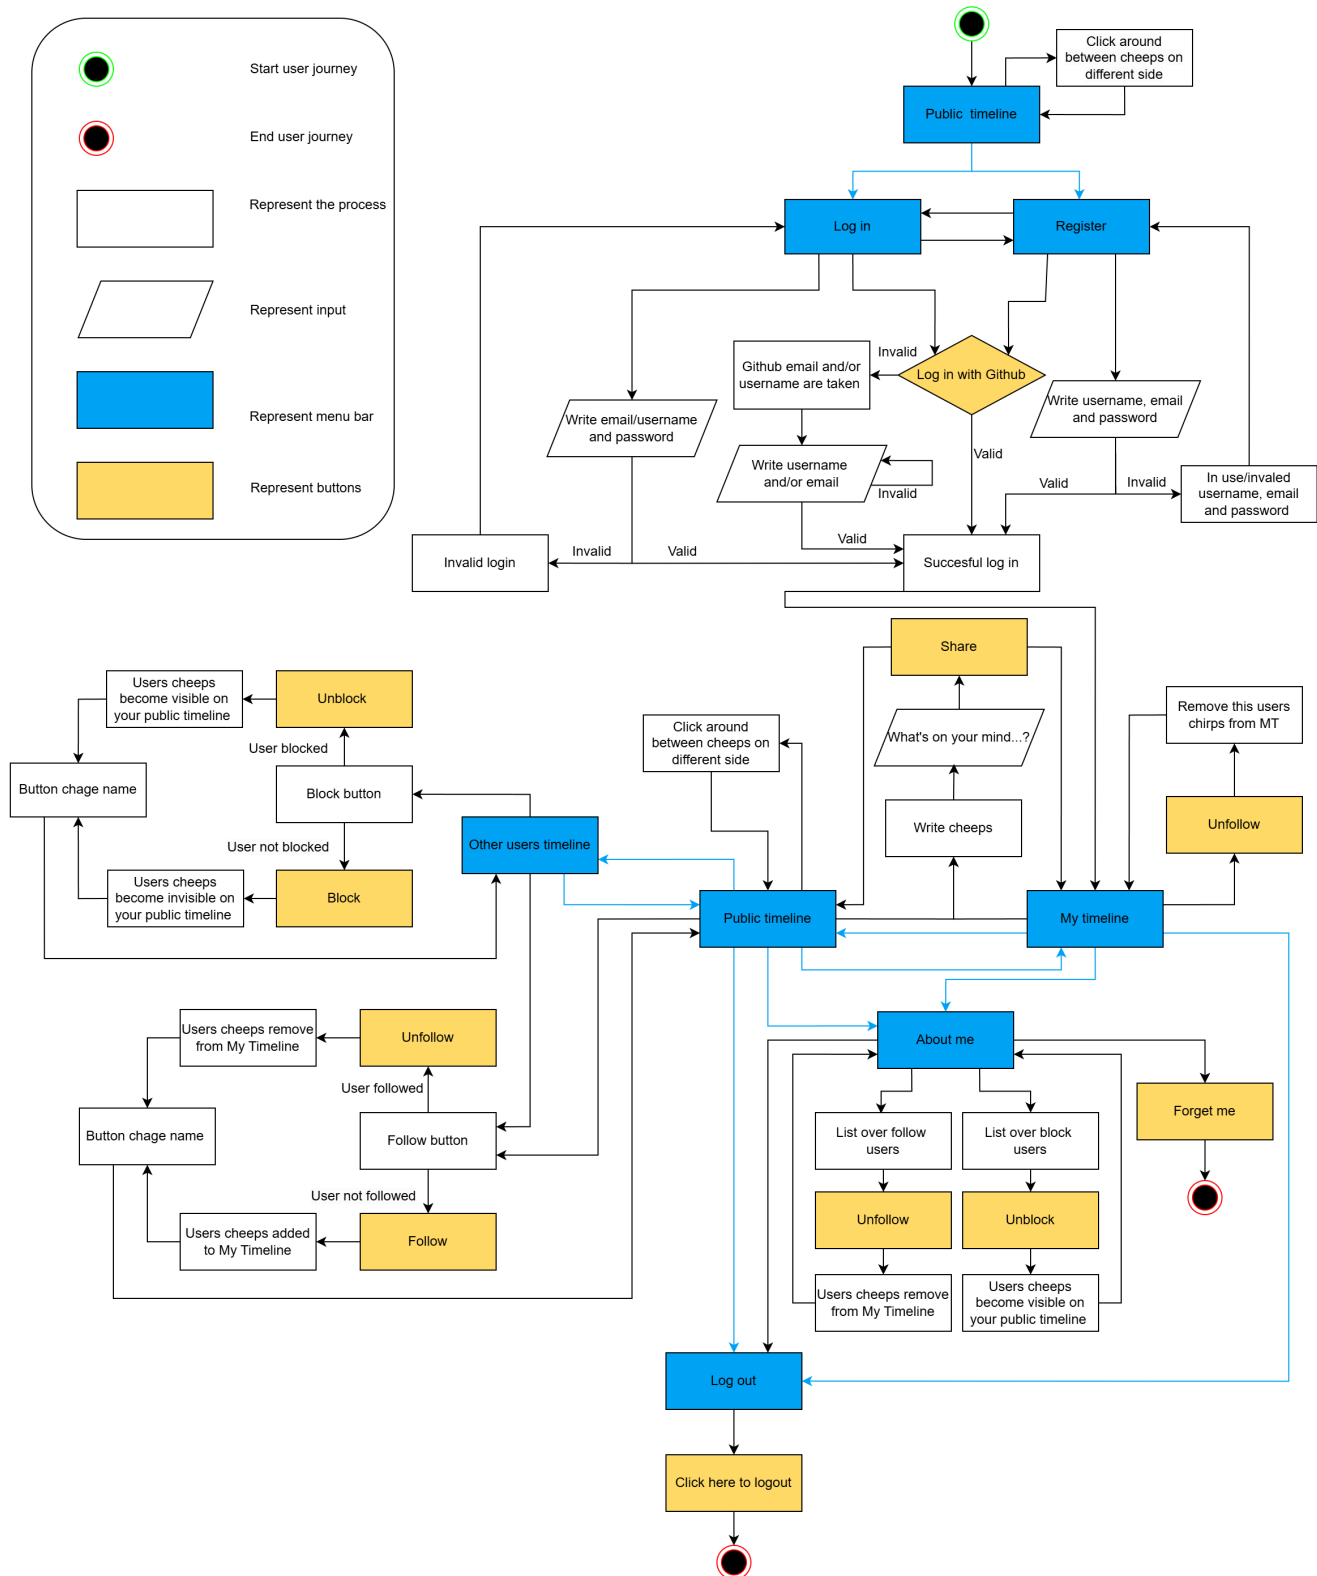 Start user journey
End user journey
Represent the process
Represent input
Represent menu bar
Represent buttons
Click around
between cheeps on
different side
Public timeline
Log in
Register
Invalid
Github email and/or
username are taken
Log in with Github
Write email/username
and password
Write username, email
and password
Write username
and/or email
Invalid
Valid
Valid
Invalid
In use/invaled
username, email
and password
Valid
Invalid login
Invalid
Valid
Succesful log in
Share
Users cheeps
become visible on
your public timeline
Unblock
Remove this users
chirps from MT
Click around
between cheeps on
different side
What's on your mind...?
User blocked
Button chage name
Block button
Write cheeps
Unfollow
User not blocked
Other users timeline
Users cheeps
become invisible on
your public timeline
Block
Public timeline
My timeline
Users cheeps remove
from My Timeline
Unfollow
About me
User followed
Button chage name
Follow button
List over follow
users
List over block
users
Forget me
User not followed
Users cheeps added
to My Timeline
Follow
Unfollow
Unblock
Users cheeps remove
from My Timeline
Users cheeps
become visible on
your public timeline
Log out
Click here to logout